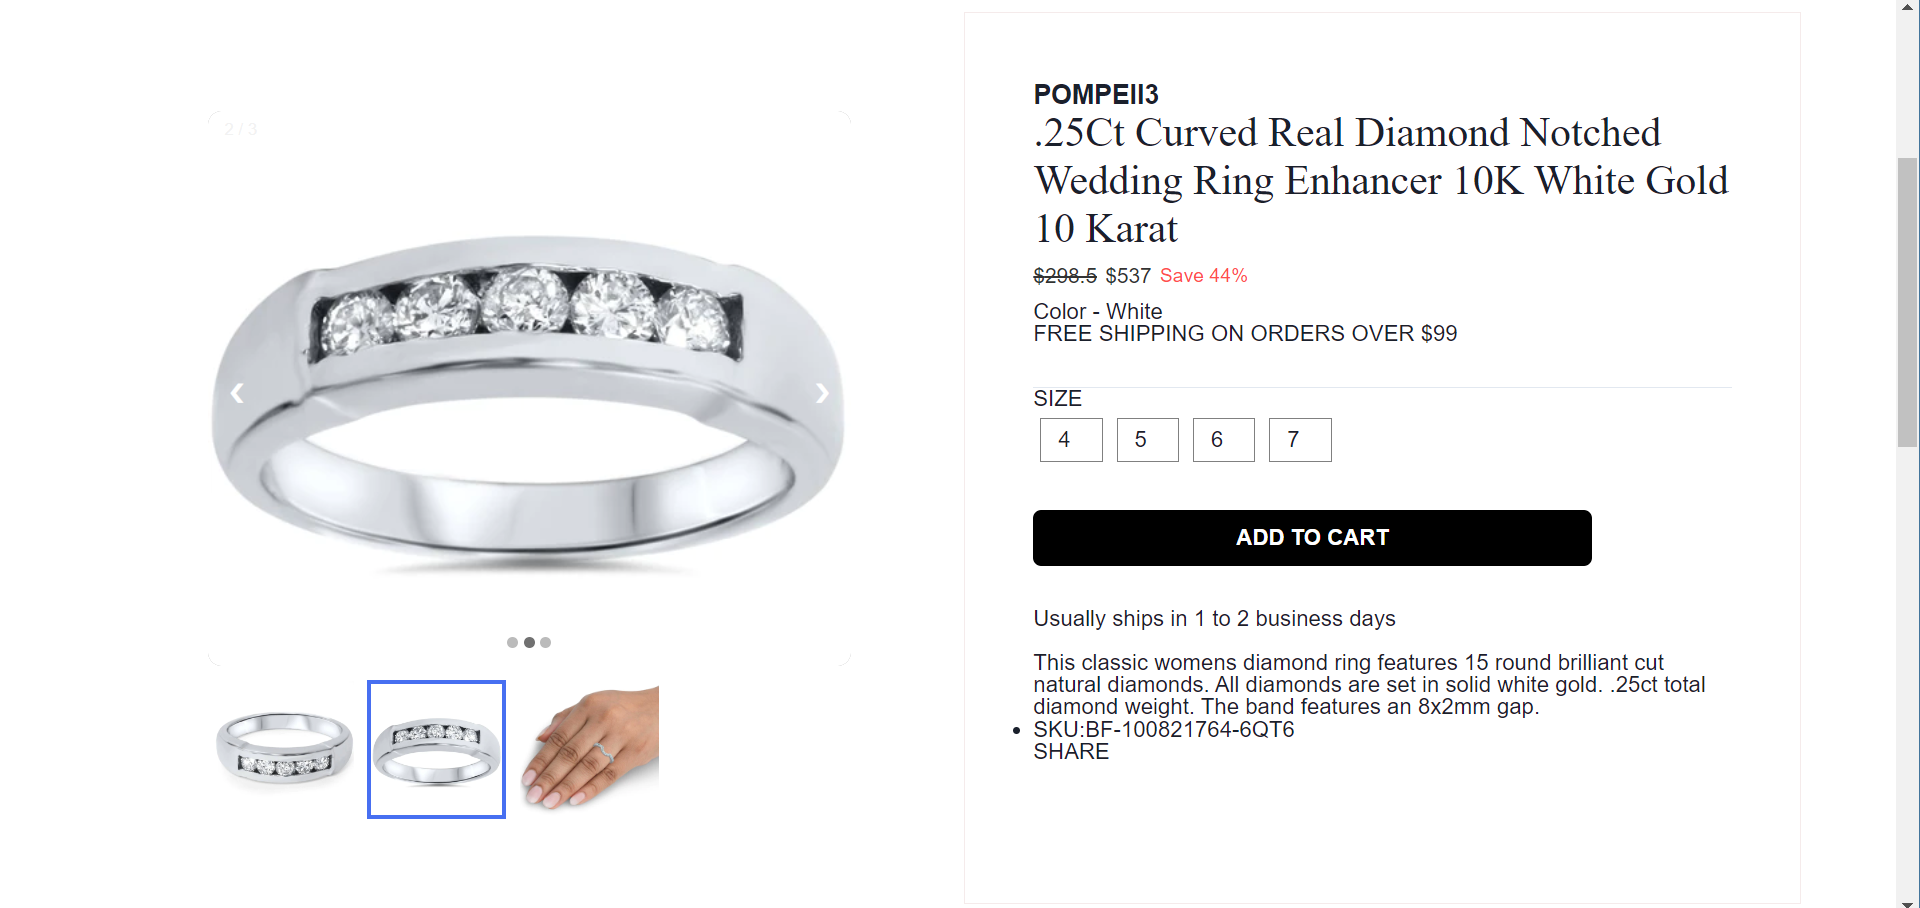 2 / 3
POMPEII3
.25Ct Curved Real Diamond Notched
Wedding Ring Enhancer 10K White Gold
10 Karat
$298.5 $537 Save 44%
Color - White
FREE SHIPPING ON ORDERS OVER $99
SIZE
4 5 6 7
ADD TO CART
Usually ships in 1 to 2 business days
This classic womens diamond ring features 15 round brilliant cut
natural diamonds. All diamonds are set in solid white gold. .25ct total
diamond weight. The band features an 8x2mm gap.
• SKU:BF-100821764-6QT6
SHARE